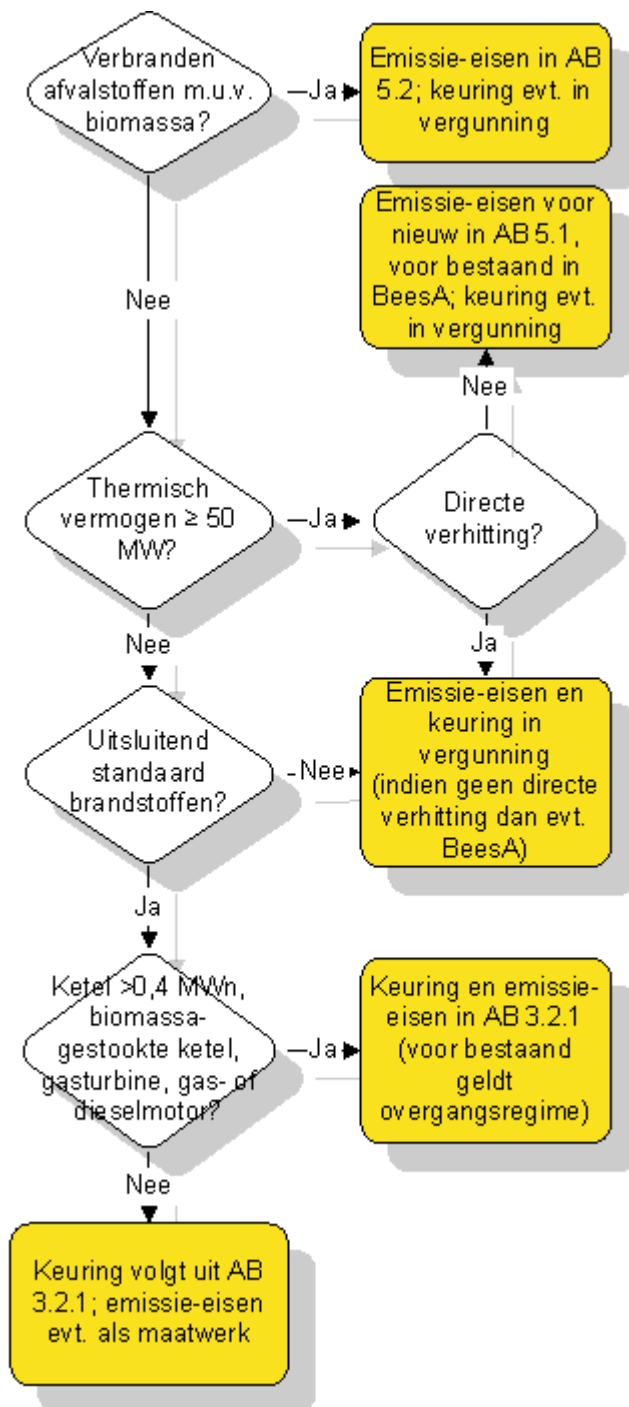 Verbranden
afvalstoffen m.u.v.
biomassa?
Ja
Emissie-eisen in AB
5.2; keuring evt. in
vergunning
Nee
Emissie-eisen voor
nieuw in AB 5.1,
voor bestaand in
BeesA; keuring evt.
in vergunning
Nee
Thermisch
vermogen ≥ 50
MW?
Ja
Directe
verhitting?
Nee
Ja
Uitsluitend
standaard
brandstoffen?
Nee
Emissie-eisen en
keuring in
vergunning
(indien geen directe
verhitting dan evt.
BeesA)
Ja
Ketel >0,4 MWn,
biomassa-
gestookte ketel,
gasturbine, gas- of
dieselmotor?
Ja
Keuring en emissie-
eisen in AB 3.2.1
(voor bestaand
geldt
overgangsregime)
Nee
Keuring volgt uit AB
3.2.1; emissie-eisen
evt. als maatwerk